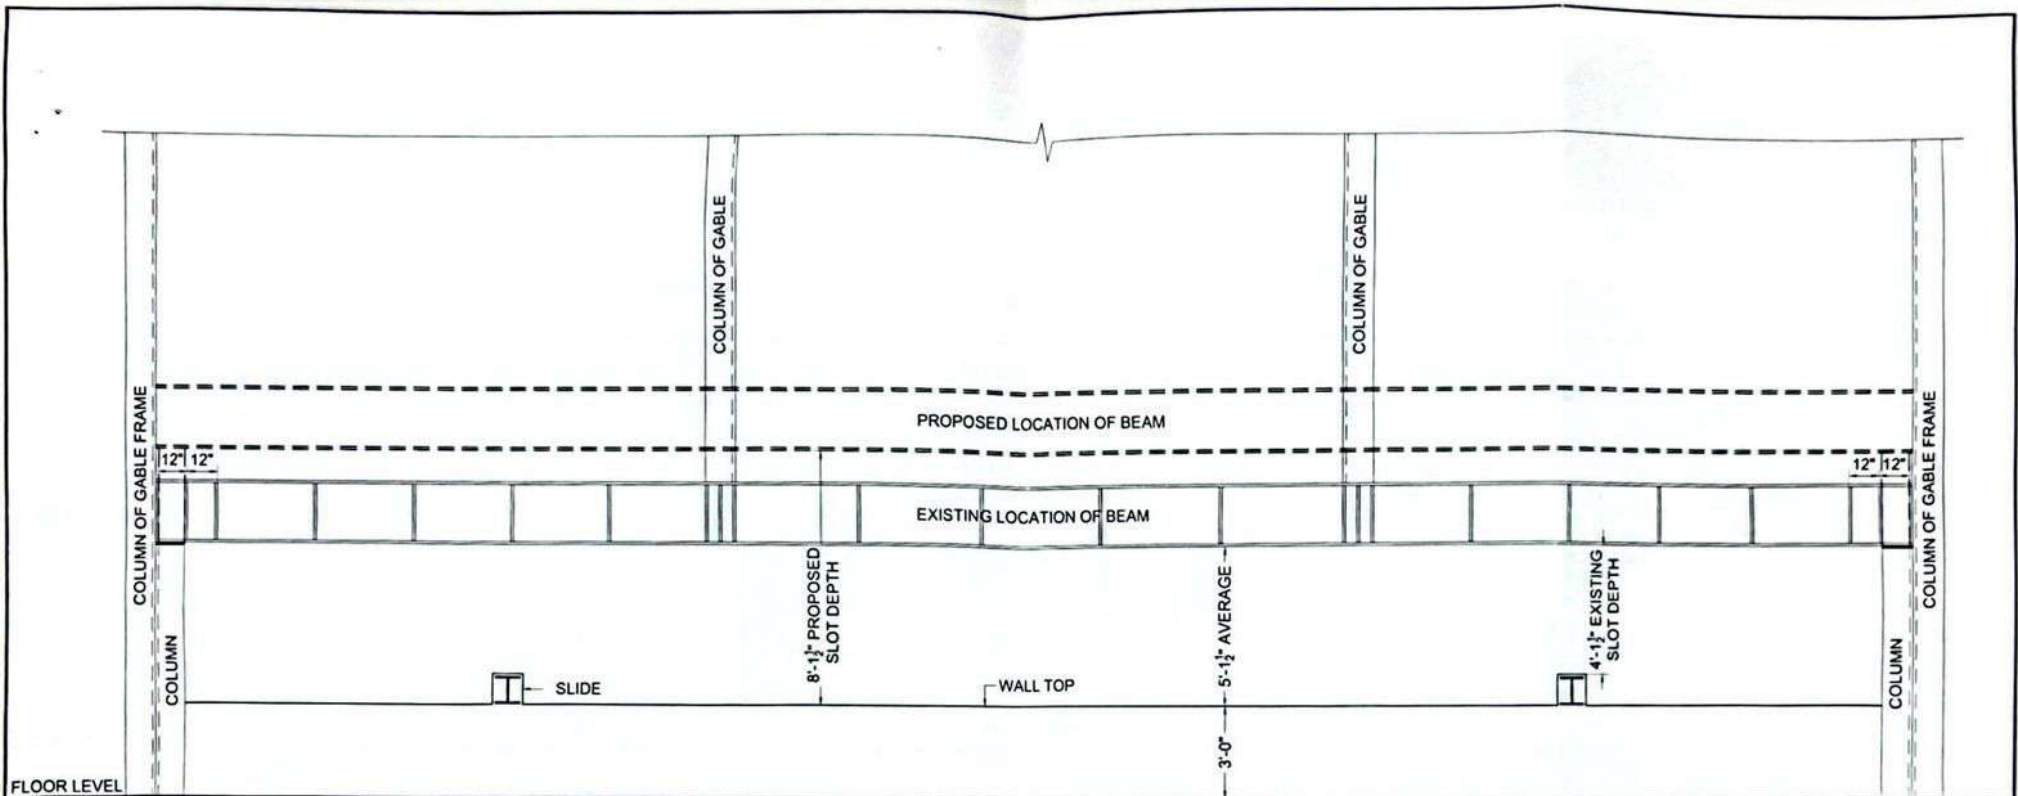 COLUMN OF GABLE
COLUMN OF GABLE
COLUMN OF GABLE FRAME
PROPOSED LOCATION OF BEAM
COLUMN OF GABLE FRAME
12" 12"
12" 12"
EXISTING LOCATION OF BEAM
8'-1½" PROPOSED
SLOT DEPTH
5'-1½" AVERAGE
4'-1½" EXISTING
SLOT DEPTH
COLUMN
SLIDE
WALL TOP
COLUMN
3'-0"
FLOOR LEVEL